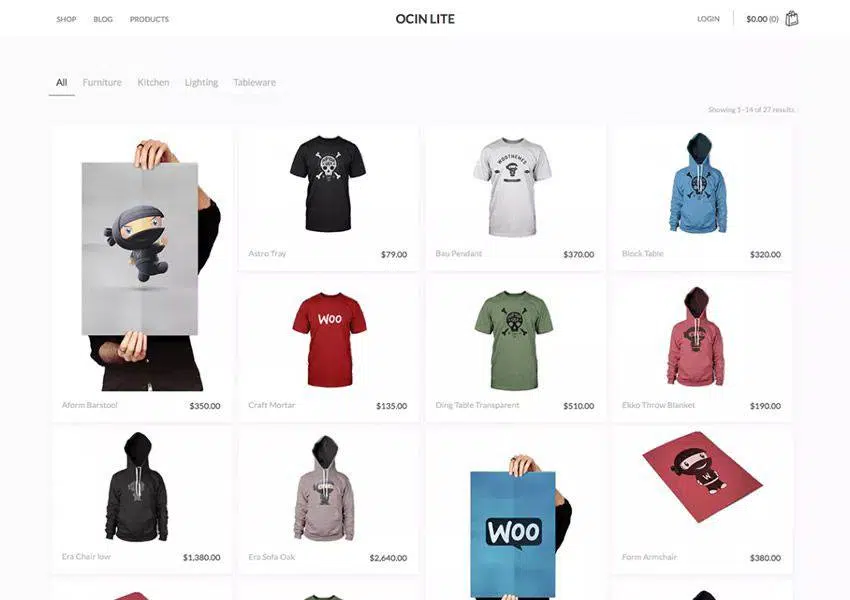 SHOP BLOG PRODUCTS
OCIN LITE
LOGIN $0.00 (0)
All Furniture Kitchen Lighting Tableware
Showing 1–14 of 27 results
WOOTHEMES
Astro Tray $79.00
Bau Pendant $370.00
Block Table $320.00
WOO
Aform Barstool $350.00
Craft Mortar $135.00
Ding Table Transparent $510.00
Ekko Throw Blanket $190.00
WOO
W
Era Chair low $1,380.00
Era Sofa Oak $2,640.00
Form Armchair $380.00